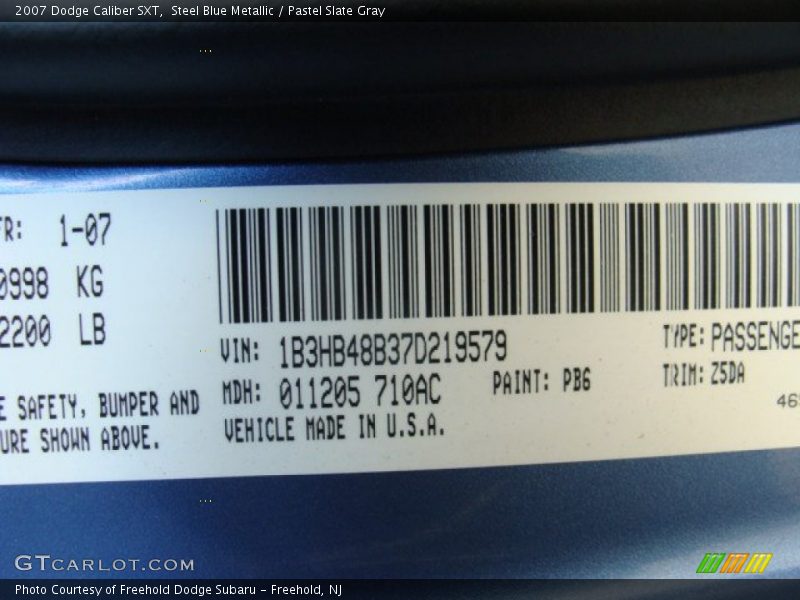 2007 Dodge Caliber SXT,  Steel Blue Metallic / Pastel Slate Gray
FR: 1-07
0998 KG
2200 LB
E SAFETY, BUMPER AND
URE SHOWN ABOVE.
VIN: 1B3HB48B37D219579
TYPE: PASSENGE
MDH: 011205 710AC
PAINT: PB6
TRIM: Z5DA
VEHICLE MADE IN U.S.A.
46
GTCARLOT.COM
Photo Courtesy of Freehold Dodge Subaru - Freehold, NJ